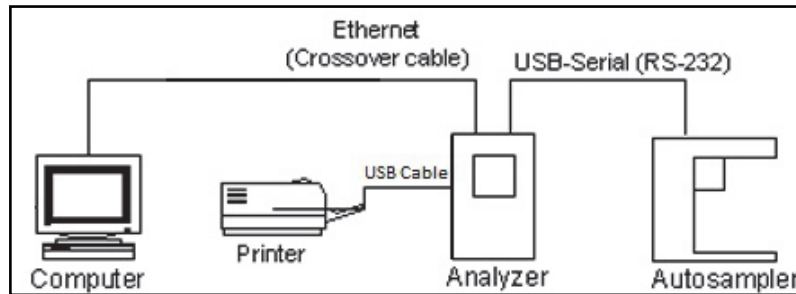 Ethernet
(Crossover cable)
USB-Serial (RS-232)
USB Cable
Printer
Computer
Analyzer
Autosampler